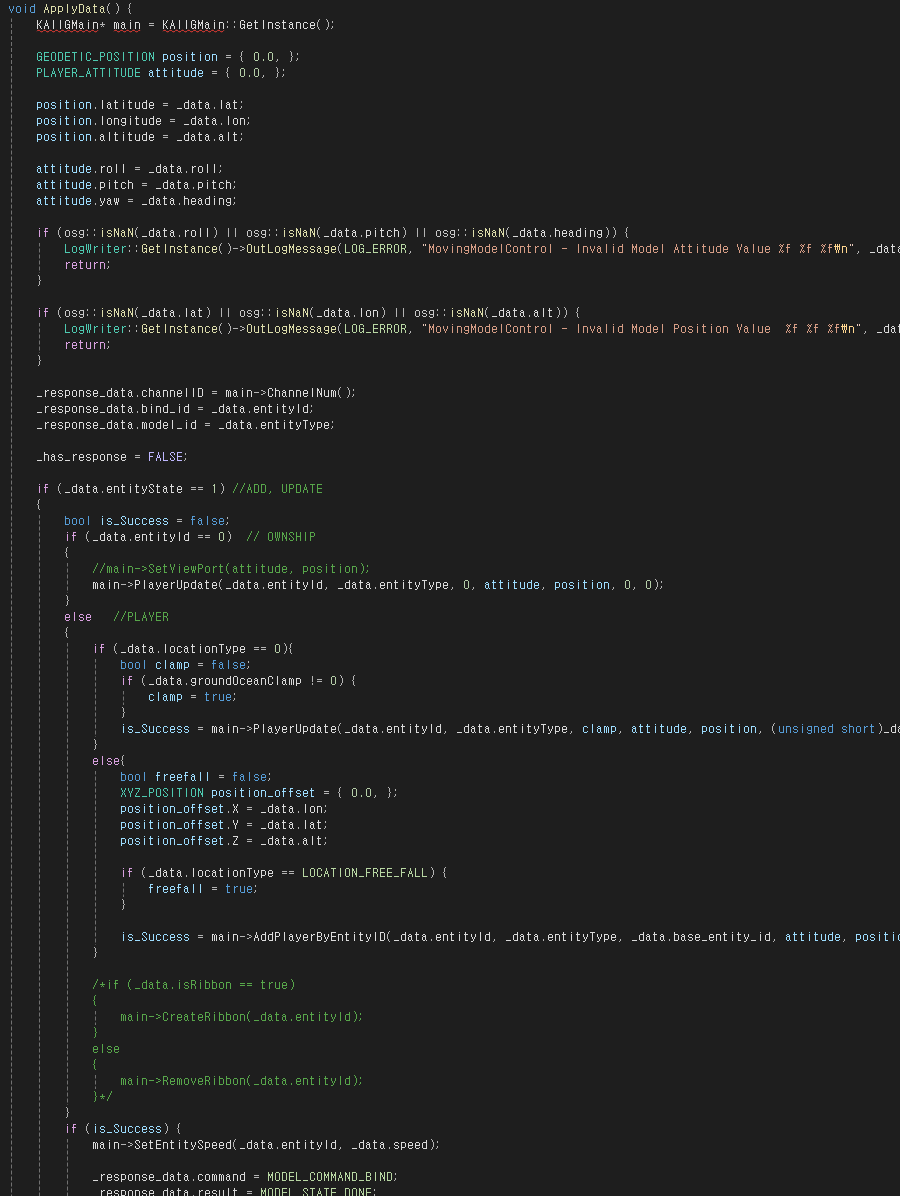 void ApplyData() {
KAIIGMain* main = KAIIGMain::GetInstance();
GEODETIC_POSITION position = { 0.0, };
PLAYER_ATTITUDE attitude = { 0.0, };
position.latitude = _data.lat;
position.longitude = _data.lon;
position.altitude = _data.alt;
attitude.roll = _data.roll;
attitude.pitch = _data.pitch;
attitude.yaw = _data.heading;
if (osg::isNaN(_data.roll) || osg::isNaN(_data.pitch) || osg::isNaN(_data.heading)) {
LogWriter::GetInstance()->OutLogMessage(LOG_ERROR, "MovingModelControl - Invalid Model Attitude Value %f %f %f₩n", _data
return;
}
if (osg::isNaN(_data.lat) || osg::isNaN(_data.lon) || osg::isNaN(_data.alt)) {
LogWriter::GetInstance()->OutLogMessage(LOG_ERROR, "MovingModelControl - Invalid Model Position Value  %f %f %f₩n", _dat
return;
}
_response_data.channelID = main->ChannelNum();
_response_data.bind_id = _data.entityId;
_response_data.model_id = _data.entityType;
_has_response = FALSE;
if (_data.entityState == 1) //ADD, UPDATE
{
bool is_Success = false;
if (_data.entityId == 0)  // OWNSHIP
{
//main->SetViewPort(attitude, position);
main->PlayerUpdate(_data.entityId, _data.entityType, 0, attitude, position, 0, 0);
}
else   //PLAYER
{
if (_data.locationType == 0){
bool clamp = false;
if (_data.groundOceanClamp != 0) {
clamp = true;
}
is_Success = main->PlayerUpdate(_data.entityId, _data.entityType, clamp, attitude, position, (unsigned short)_da
}
else{
bool freefall = false;
XYZ_POSITION position_offset = { 0.0, };
position_offset.X = _data.lon;
position_offset.Y = _data.lat;
position_offset.Z = _data.alt;
if (_data.locationType == LOCATION_FREE_FALL) {
freefall = true;
}
is_Success = main->AddPlayerByEntityID(_data.entityId, _data.entityType, _data.base_entity_id, attitude, positio
}
/*if (_data.isRibbon == true)
{
main->CreateRibbon(_data.entityId);
}
else
{
main->RemoveRibbon(_data.entityId);
}*/
}
if (is_Success) {
main->SetEntitySpeed(_data.entityId, _data.speed);
_response_data.command = MODEL_COMMAND_BIND;
_response_data.result = MODEL_STATE_DONE;